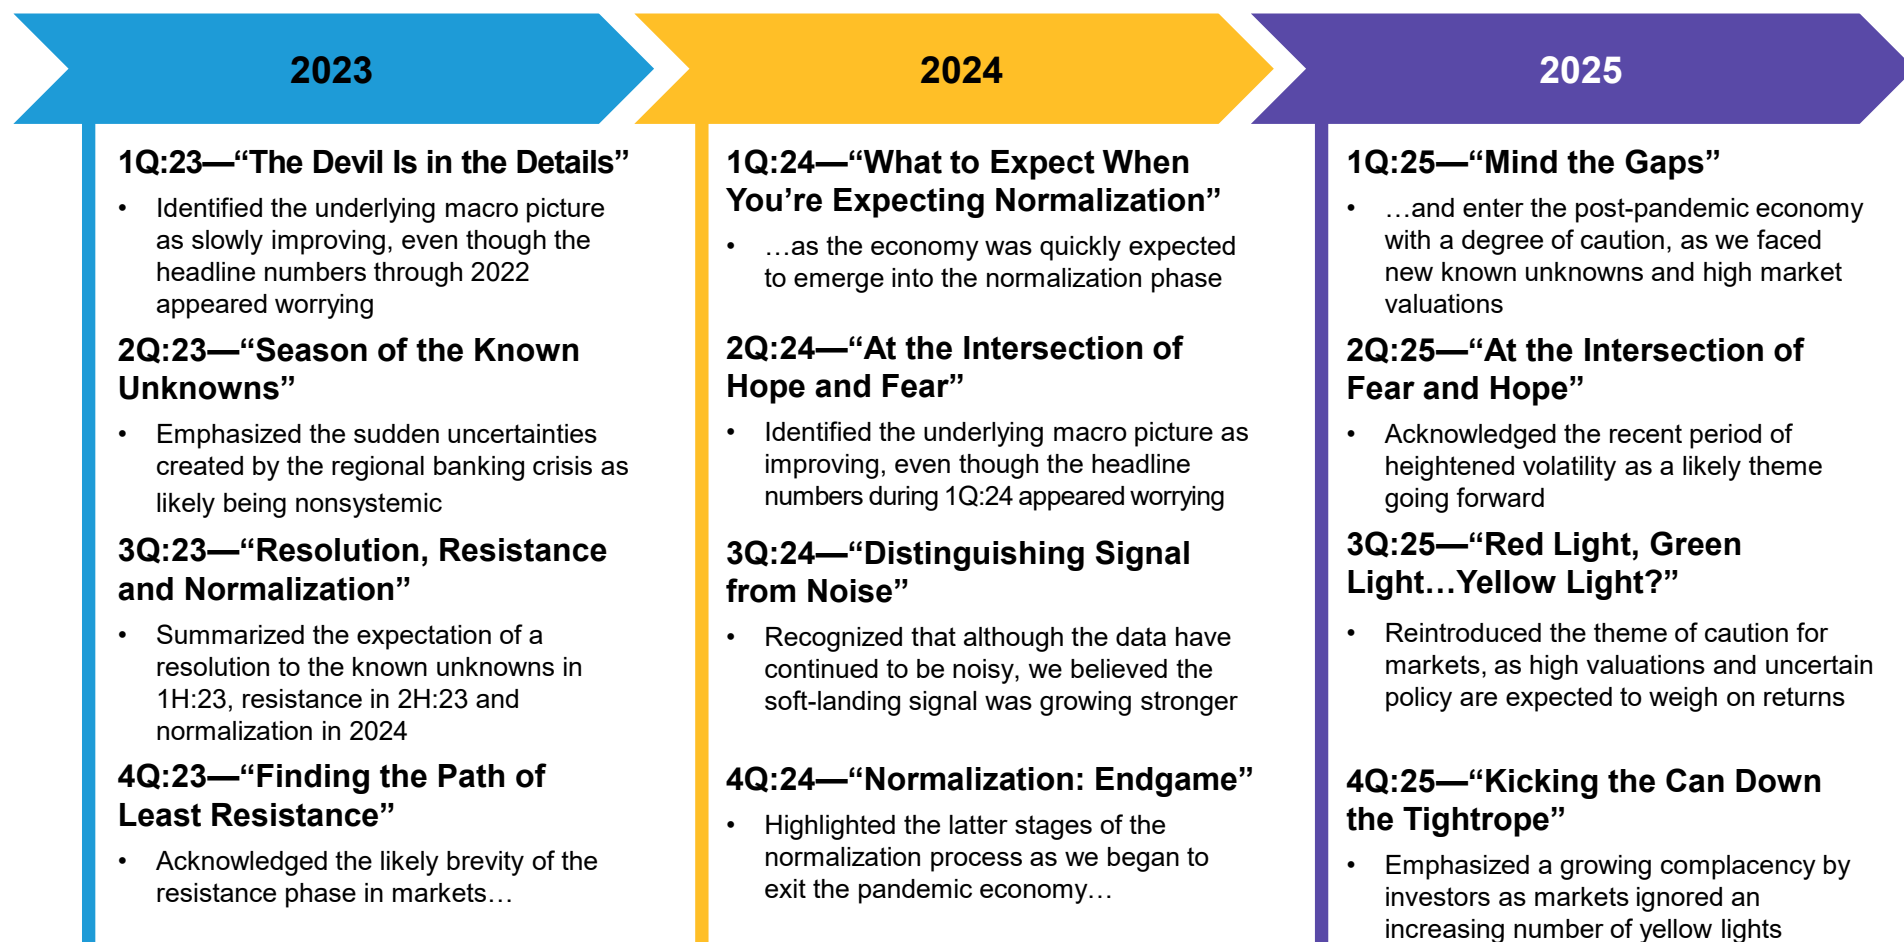 2023
1Q:23—“The Devil Is in the Details”
• Identified the underlying macro picture
as slowly improving, even though the
headline numbers through 2022
appeared worrying
2Q:23—“Season of the Known
Unknowns”
• Emphasized the sudden uncertainties
created by the regional banking crisis as
likely being nonsystemic
3Q:23—“Resolution, Resistance
and Normalization”
• Summarized the expectation of a
resolution to the known unknowns in
1H:23, resistance in 2H:23 and
normalization in 2024
4Q:23—“Finding the Path of
Least Resistance”
• Acknowledged the likely brevity of the
resistance phase in markets…
2024
1Q:24—“What to Expect When
You’re Expecting Normalization”
• …as the economy was quickly expected
to emerge into the normalization phase
2Q:24—“At the Intersection of
Hope and Fear”
• Identified the underlying macro picture as
improving, even though the headline
numbers during 1Q:24 appeared worrying
3Q:24—“Distinguishing Signal
from Noise”
• Recognized that although the data have
continued to be noisy, we believed the
soft-landing signal was growing stronger
4Q:24—“Normalization: Endgame”
• Highlighted the latter stages of the
normalization process as we began to
exit the pandemic economy…
2025
1Q:25—“Mind the Gaps”
• …and enter the post-pandemic economy
with a degree of caution, as we faced
new known unknowns and high market
valuations
2Q:25—“At the Intersection of
Fear and Hope”
• Acknowledged the recent period of
heightened volatility as a likely theme
going forward
3Q:25—“Red Light, Green
Light…Yellow Light?”
• Reintroduced the theme of caution for
markets, as high valuations and uncertain
policy are expected to weigh on returns
4Q:25—“Kicking the Can Down
the Tightrope”
• Emphasized a growing complacency by
investors as markets ignored an
increasing number of yellow lights